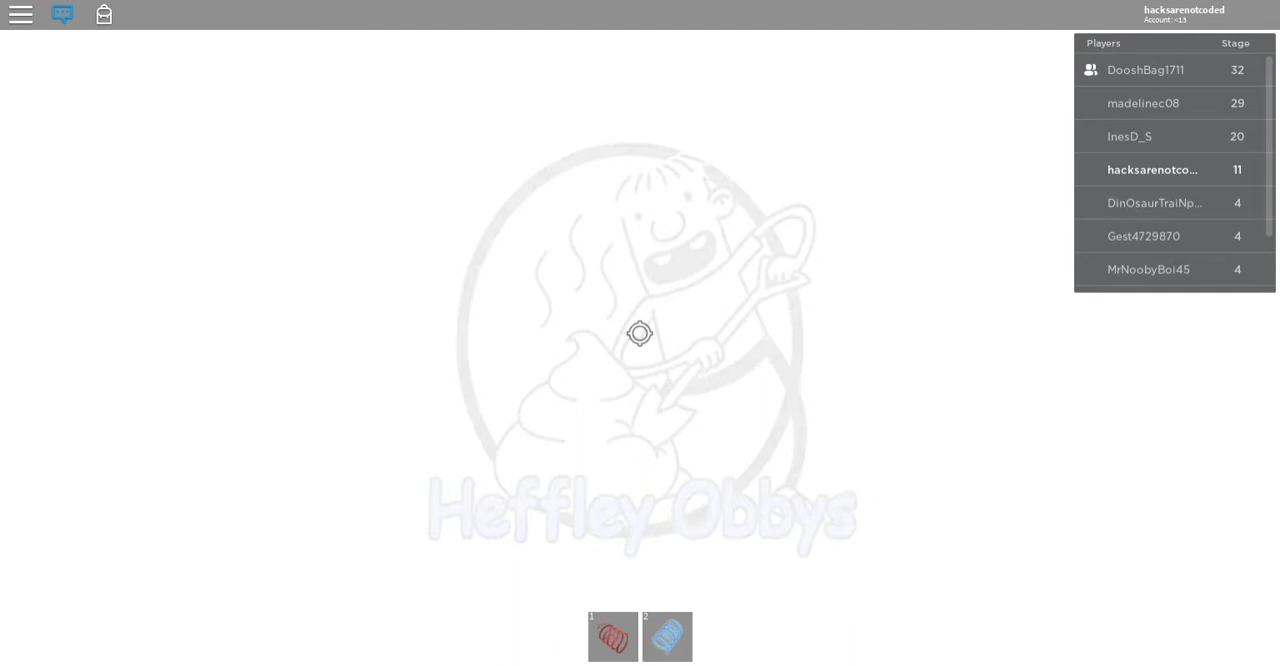 hacksarenotcoded
Account: <13
Players Stage
DooshBag1711 32
madelinec08 29
InesD_S 20
hacksarenotco... 11
DinOsaurTraiNp... 4
Gest4729870 4
MrNoobyBoi45 4
Heffley Obbys
1 2